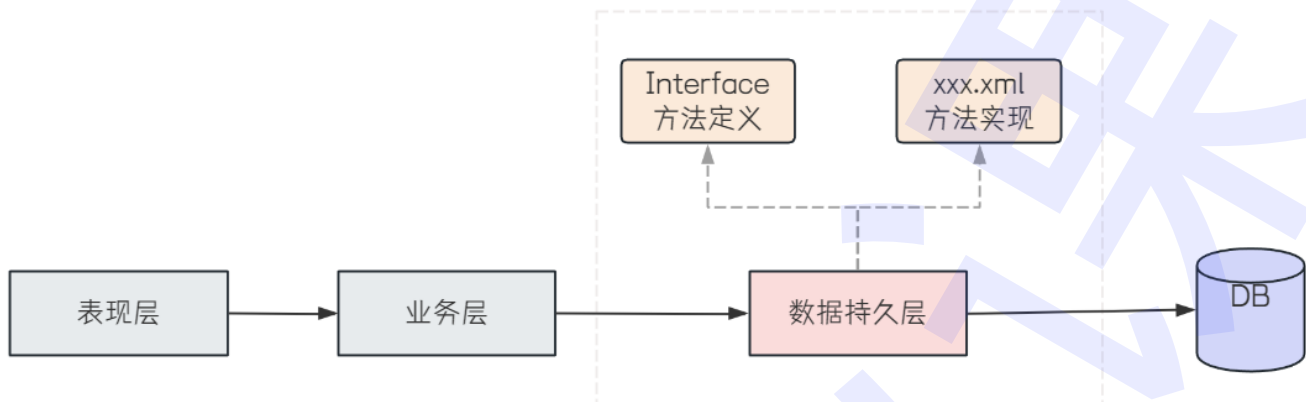 Interface
方法定义
xxx.xml
方法实现
表现层
业务层
数据持久层
DB